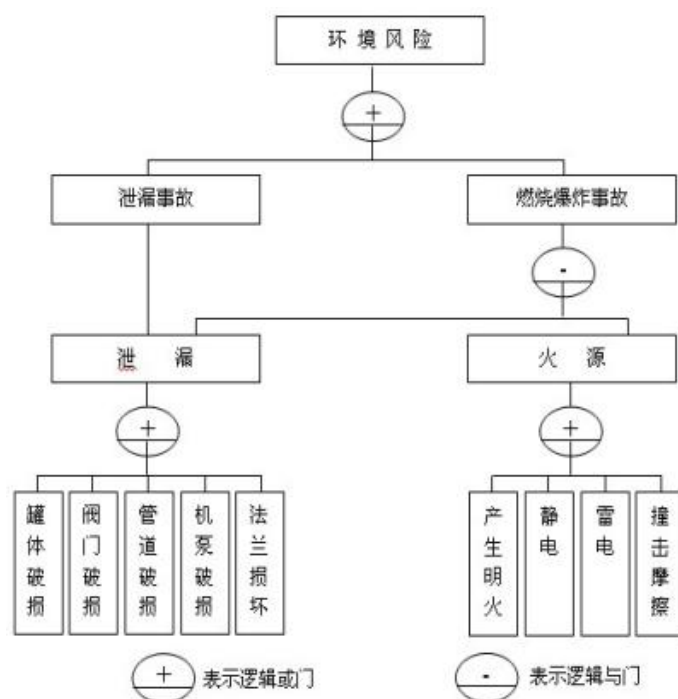 环境风险
+
泄漏事故
燃烧爆炸事故
-
泄漏
火源
+
+
罐体破损
阀门破损
管道破损
机泵破损
法兰损坏
产生明火
静电
雷电
撞击摩擦
+ 表示逻辑或门
- 表示逻辑与门